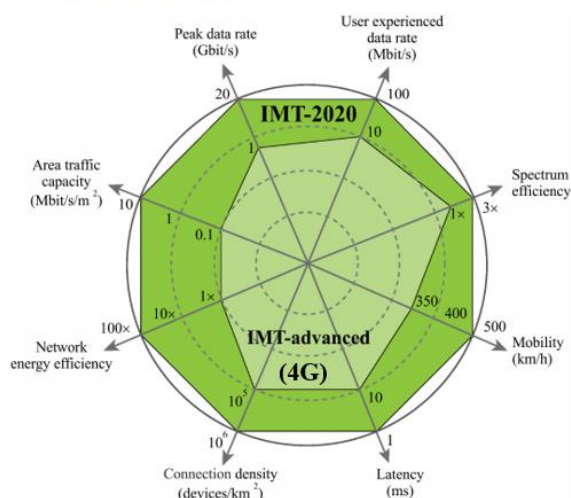 Peak data rate
(Gbit/s)
User experienced
data rate
(Mbit/s)
20
100
IMT-2020
1
10
Area traffic
capacity
(Mbit/s/m²)
10
1
0.1
Spectrum
efficiency
1×
3×
1×
10×
100×
Network
energy efficiency
350
400
500
Mobility
(km/h)
IMT-advanced
(4G)
10⁵
10⁶
Connection density
(devices/km²)
10
1
Latency
(ms)